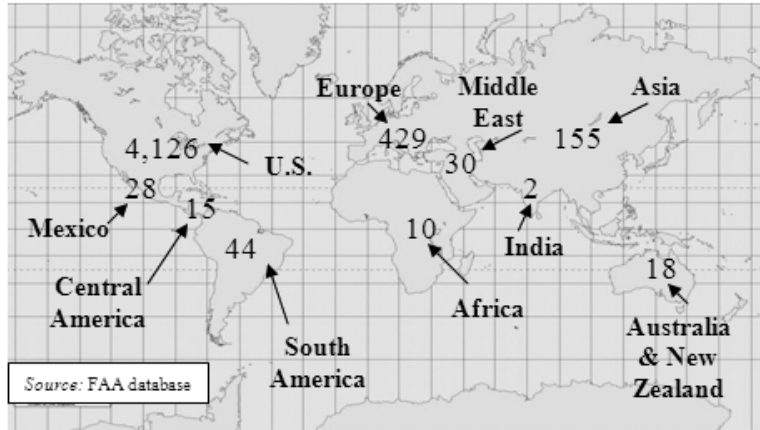 Europe
Middle
East
Asia
4,126
U.S.
429
30
155
28
Mexico
15
2
India
Central
America
44
10
Africa
18
South
America
Australia
& New
Zealand
Source: FAA database